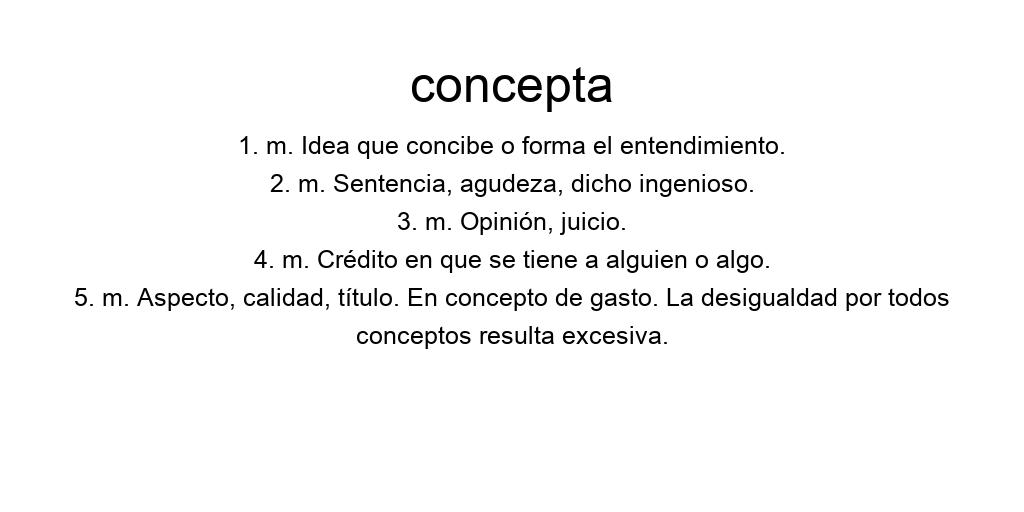 concepta
1. m. Idea que concibe o forma el entendimiento.
2. m. Sentencia, agudeza, dicho ingenioso.
3. m. Opinión, juicio.
4. m. Crédito en que se tiene a alguien o algo.
5. m. Aspecto, calidad, título. En concepto de gasto. La desigualdad por todos
conceptos resulta excesiva.